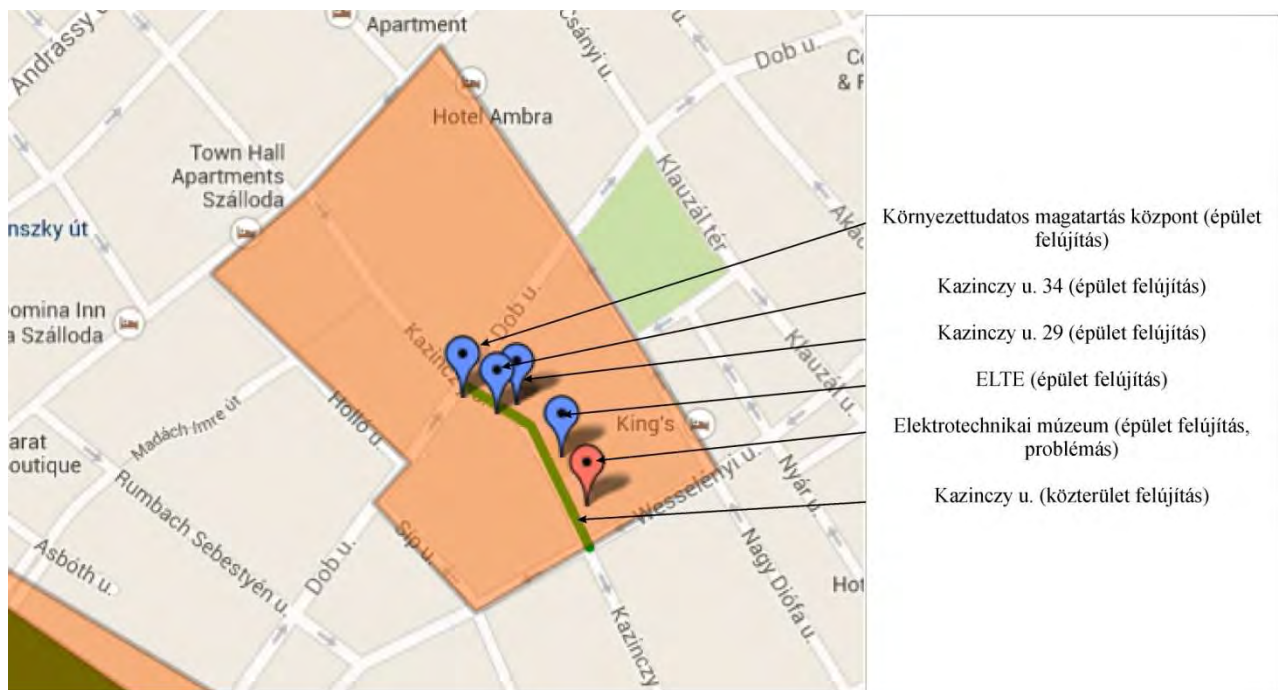 Andrássy
Apartment
Csányi u.
Dob u.
Hotel Ambra
Town Hall
Apartments
Szálloda
nszky út
Klauzál tér
omina Inn
a Szálloda
Dob u.
Kazinczy
Holló u.
Madách Imre út
King's
Klauzál u.
arat
outique
Rumbach Sebestyén u.
Wesselényi u.
Nyár u.
Asbóth u.
Dob u.
Síp u.
Nagy Diófa u.
Kazinczy
Környezettudatos magatartás központ (épület
felújítás)
Kazinczy u. 34 (épület felújítás)
Kazinczy u. 29 (épület felújítás)
ELTE (épület felújítás)
Elektrotechnikai múzeum (épület felújítás,
problémás)
Kazinczy u. (közterület felújítás)